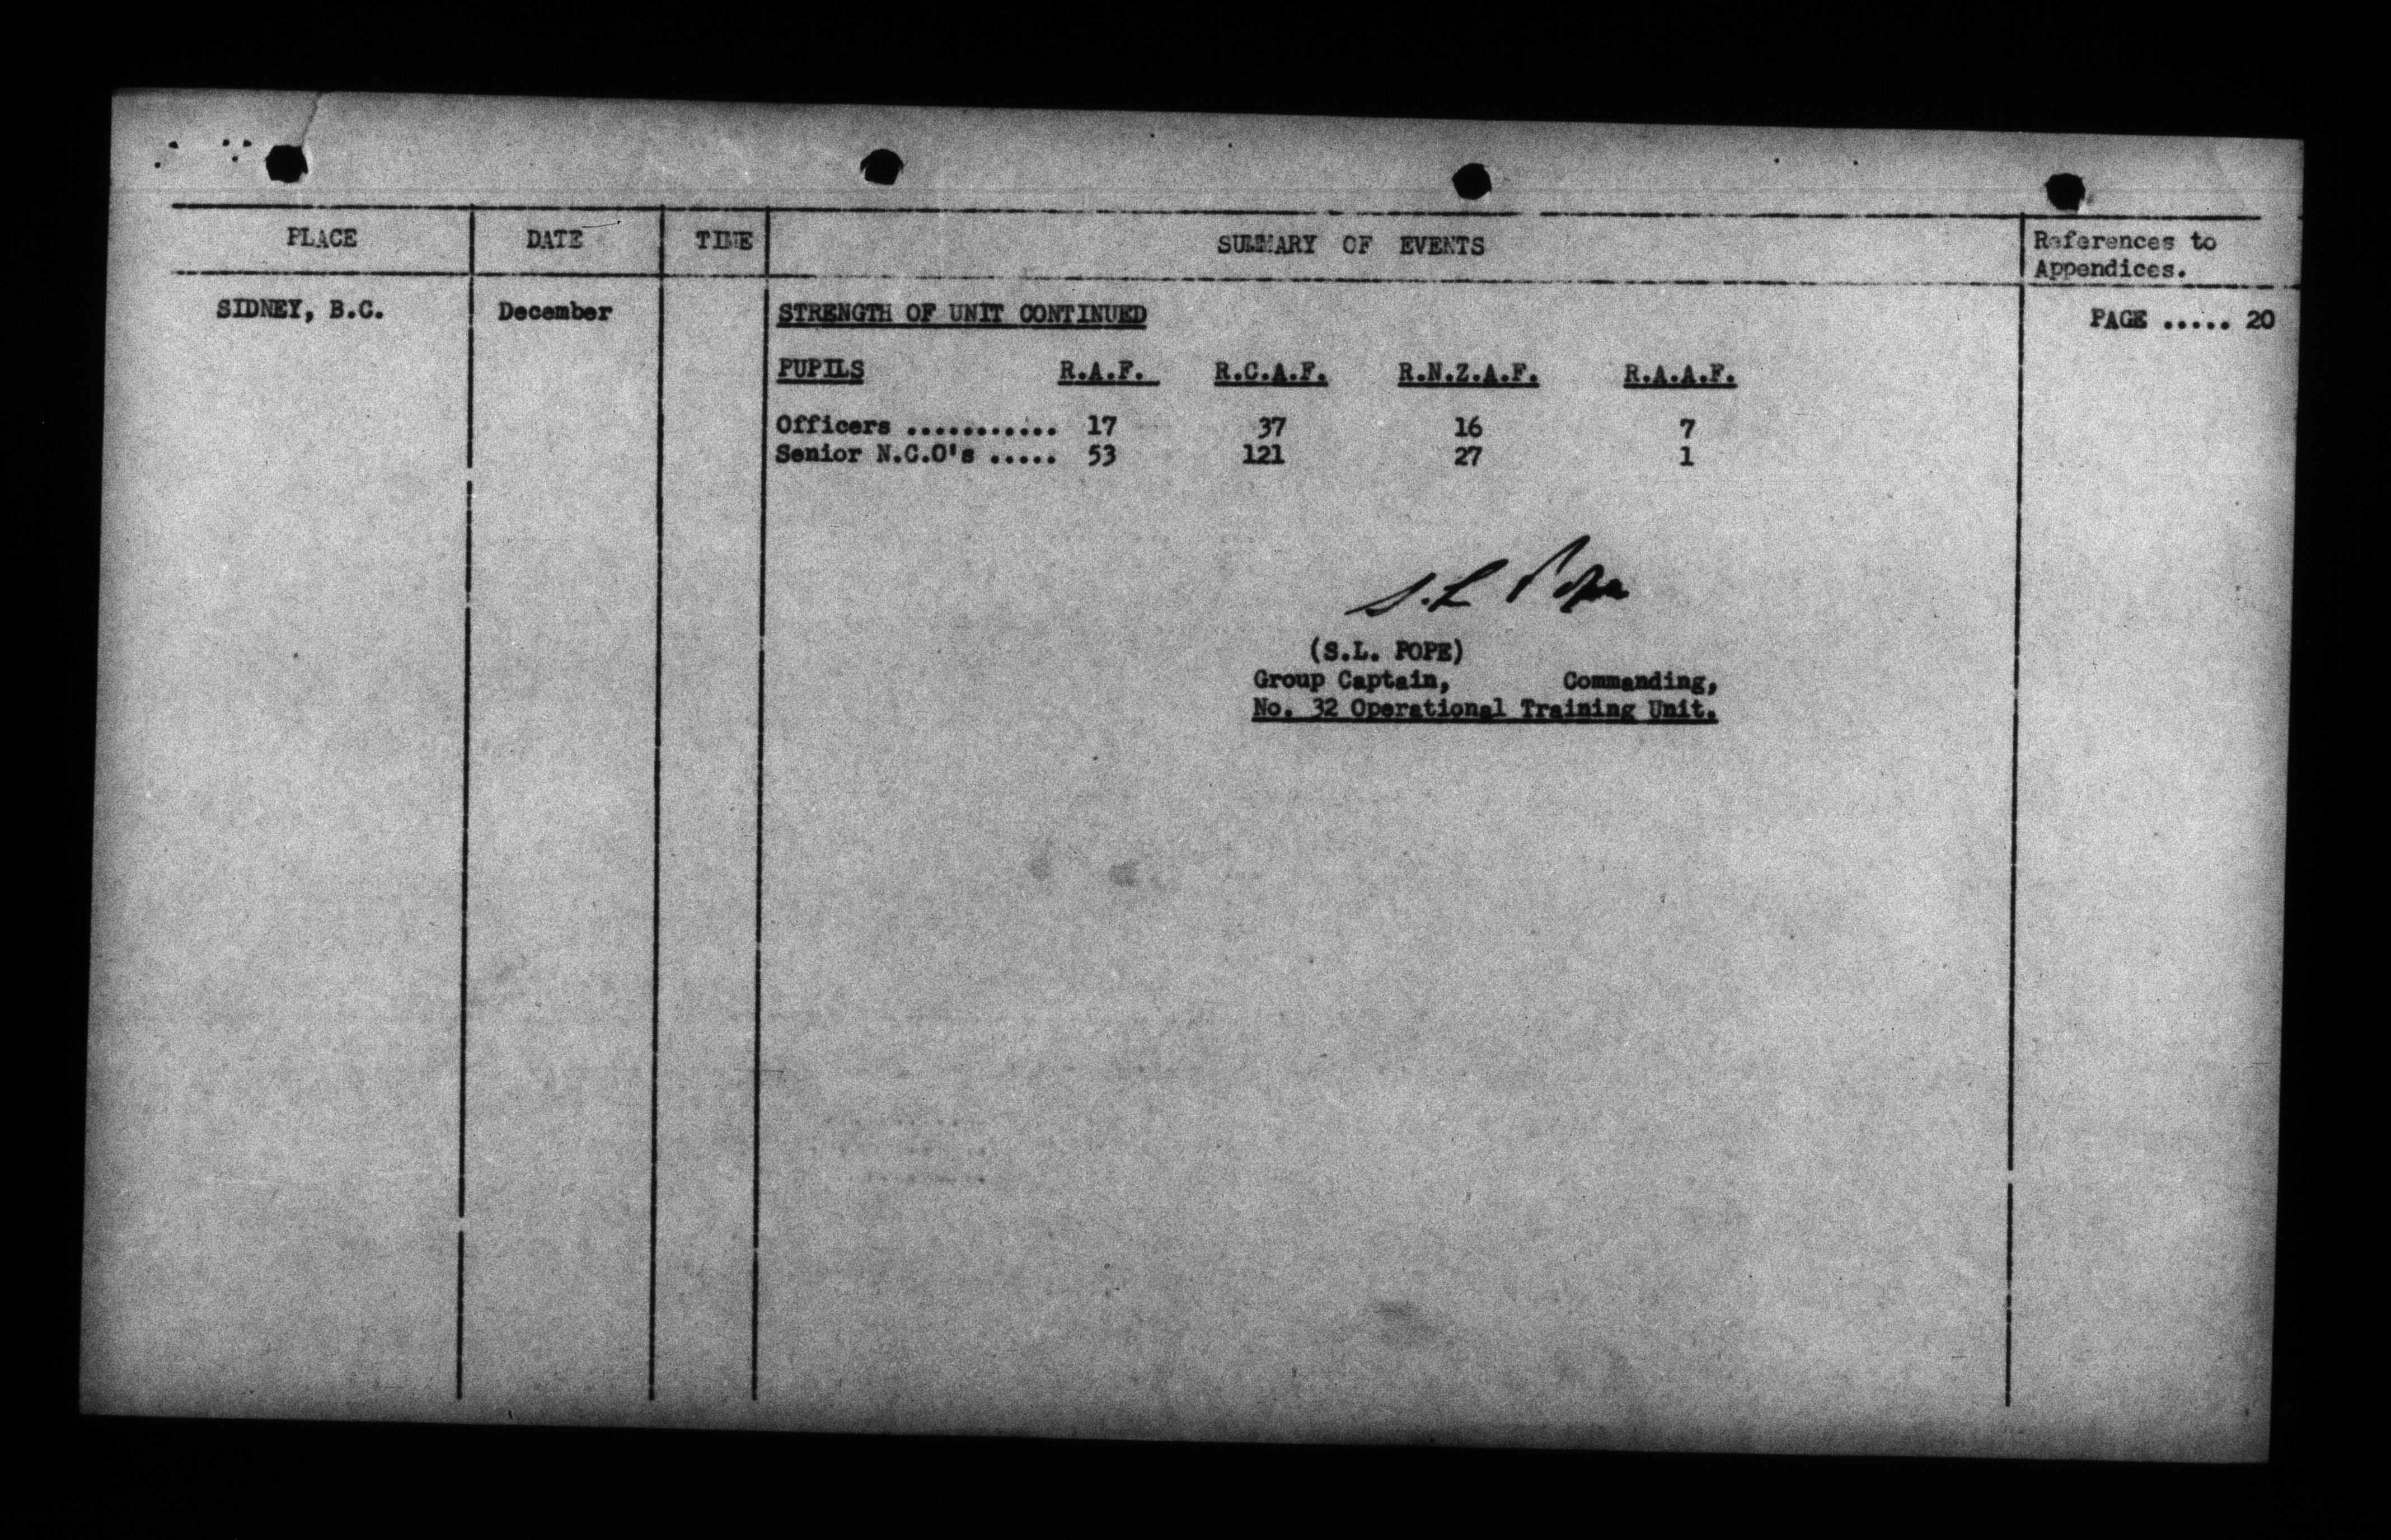 PLACE DATE TIME SUMMARY OF EVENTS References to
Appendices.
SIDNEY, B.C. December STRENGTH OF UNIT CONTINUED PAGE ..... 20
PUPILS R.A.F. R.C.A.F. R.N.Z.A.F. R.A.A.F.
Officers ........... 17 37 16 7
Senior N.C.O's ..... 53 121 27 1
S.L Pope
(S.L. POPE)
Group Captain, Commanding,
No. 32 Operational Training Unit.